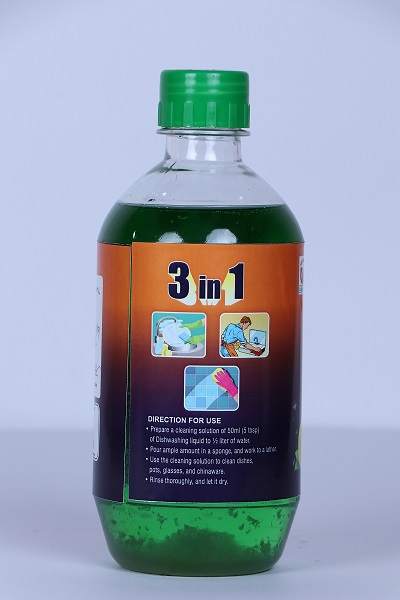 3 in 1
DIRECTION FOR USE
• Prepare a cleaning solution of 50ml (5 tbsp)
of Dishwashing liquid to ½ liter of water.
• Pour ample amount in a sponge, and work to a lather.
• Use the cleaning solution to clean dishes,
pots, glasses, and chinaware.
• Rinse thoroughly, and let it dry.